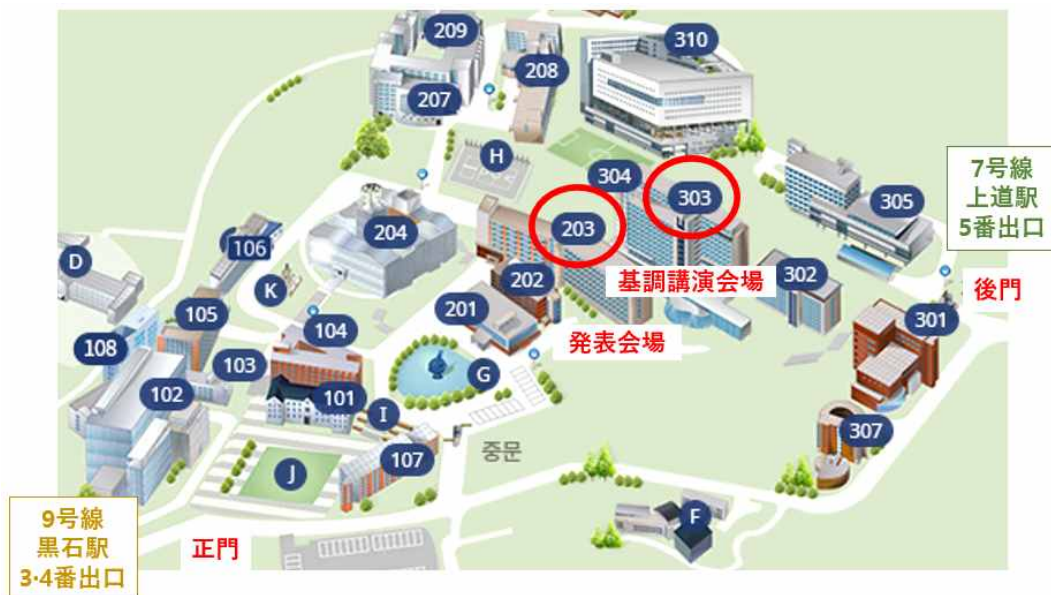 209
310
208
207
H
7号線
上道駅
5番出口
304
303
305
203
204
106
D
基調講演会場
302
202
K
後門
201
301
105
104
発表会場
108
103
G
102
101
I
307
107
중문
J
9号線
黒石駅
3·4番出口
正門
F